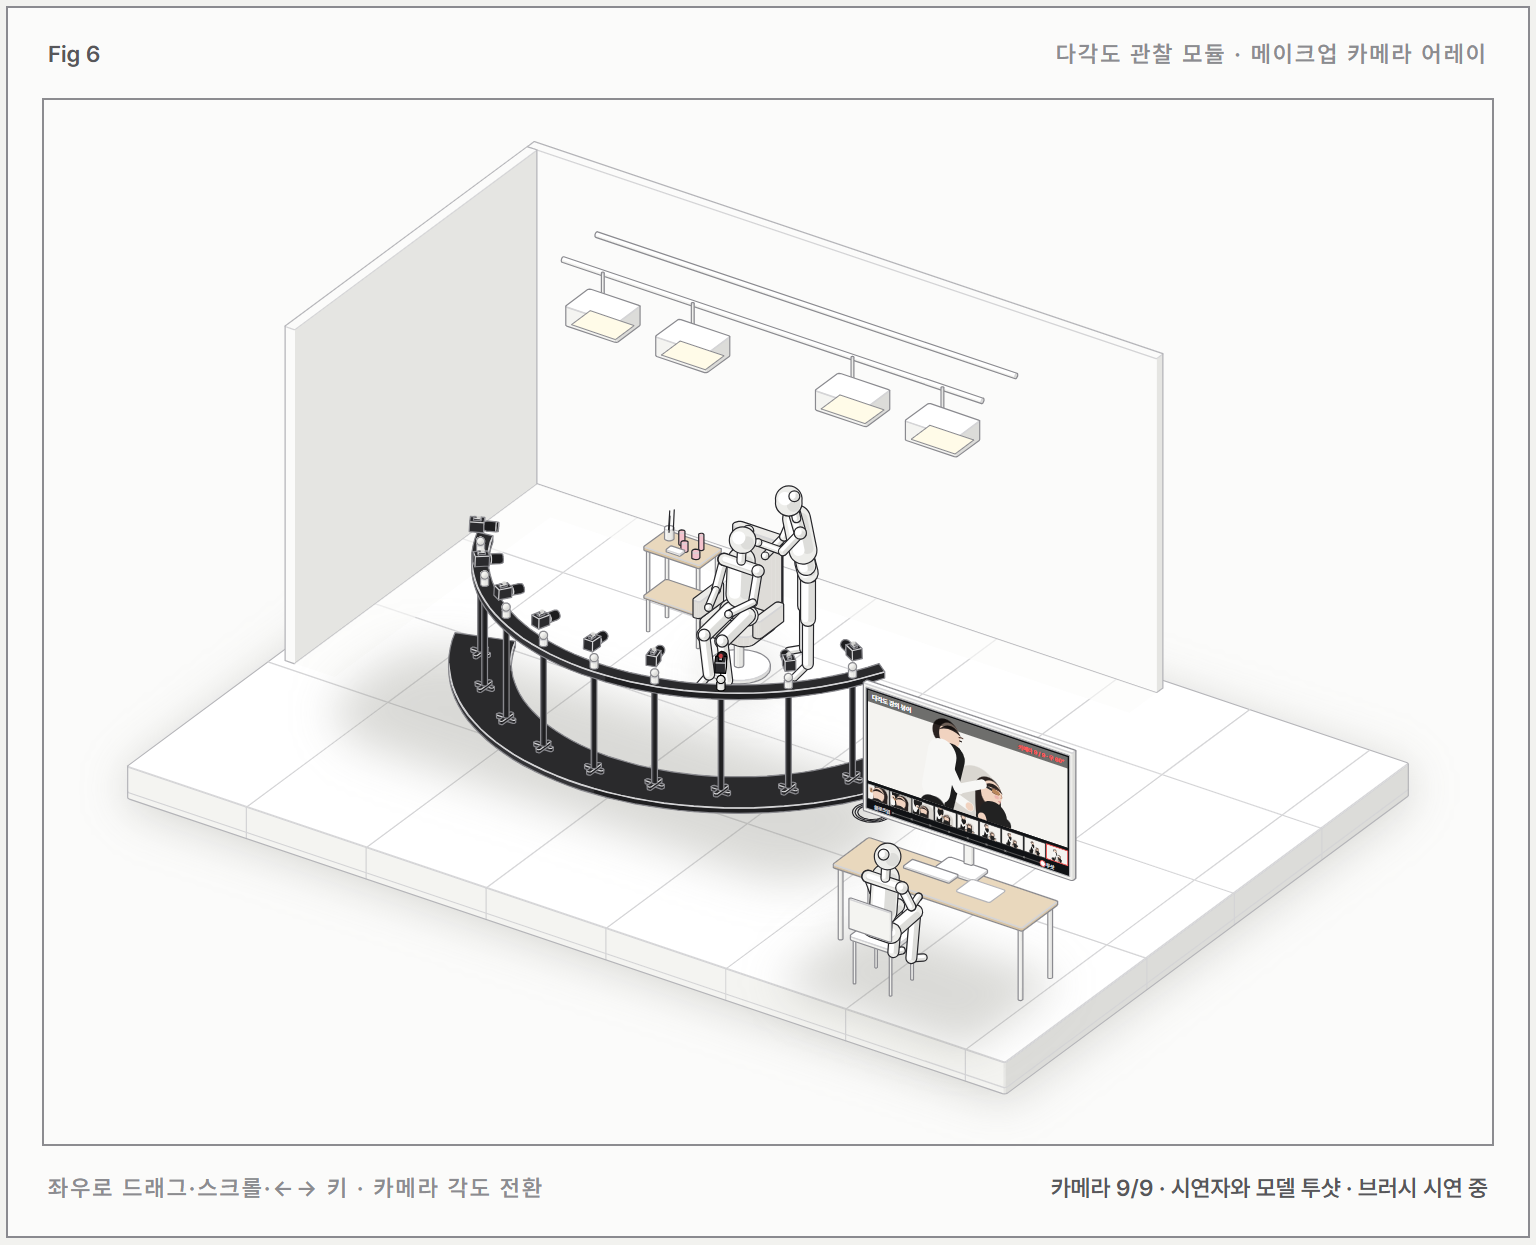 Fig 6
다각도 관찰 모듈 · 메이크업 카메라 어레이
좌우로 드래그·스크롤·←→ 키 · 카메라 각도 전환
카메라 9/9 · 시연자와 모델 투샷 · 브러시 시연 중